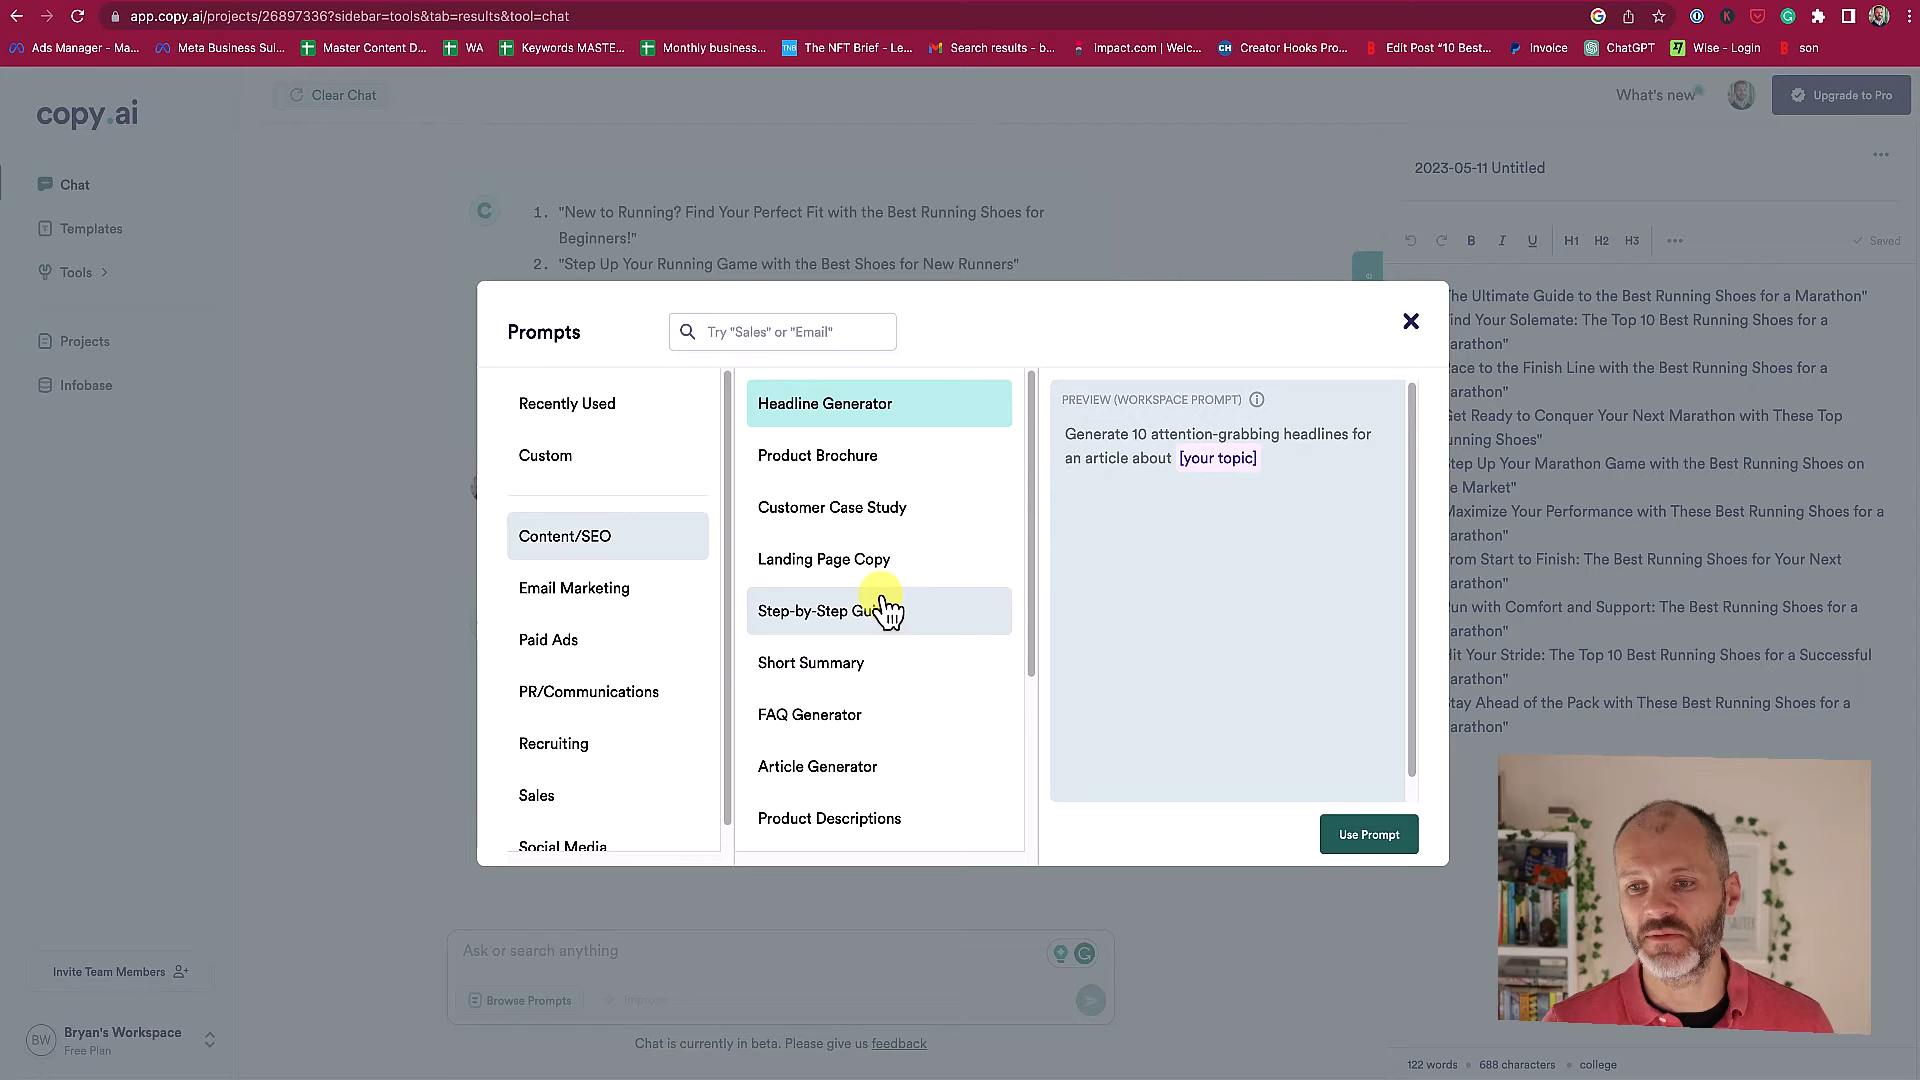 app.copy.ai/projects/26897336?sidebar=tools&tab=results&tool=chat
Ads Manager - Ma...
Meta Business Sui...
Master Content D...
WA
Keywords MASTE...
Monthly business...
The NFT Brief - Le...
Search results - b...
impact.com | Welc...
Creator Hooks Pro...
Edit Post "10 Best...
Invoice
ChatGPT
Wise - Login
son
copy.ai
Clear Chat
What's new
Upgrade to Pro
Chat
Templates
Tools
Projects
Infobase
Invite Team Members
BW
Bryan's Workspace
Free Plan
C
1. "New to Running? Find Your Perfect Fit with the Best Running Shoes for
Beginners!"
2. "Step Up Your Running Game with the Best Shoes for New Runners"
Prompts
Try "Sales" or "Email"
Recently Used
Custom
Content/SEO
Email Marketing
Paid Ads
PR/Communications
Recruiting
Sales
Social Media
Headline Generator
Product Brochure
Customer Case Study
Landing Page Copy
Step-by-Step
Short Summary
FAQ Generator
Article Generator
Product Descriptions
PREVIEW (WORKSPACE PROMPT)
Generate 10 attention-grabbing headlines for
an article about [your topic]
Use Prompt
Ask or search anything
Browse Prompts
Improve
Chat is currently in beta. Please give us feedback
2023-05-11 Untitled
B I U H1 H2 H3
Saved
The Ultimate Guide to the Best Running Shoes for a Marathon"
Find Your Solemate: The Top 10 Best Running Shoes for a
arathon"
Race to the Finish Line with the Best Running Shoes for a
arathon"
Get Ready to Conquer Your Next Marathon with These Top
unning Shoes"
Step Up Your Marathon Game with the Best Running Shoes on
e Market"
Maximize Your Performance with These Best Running Shoes for a
arathon"
From Start to Finish: The Best Running Shoes for Your Next
arathon"
Run with Comfort and Support: The Best Running Shoes for a
arathon"
Hit Your Stride: The Top 10 Best Running Shoes for a Successful
arathon"
Stay Ahead of the Pack with These Best Running Shoes for a
arathon"
122 words • 688 characters • college